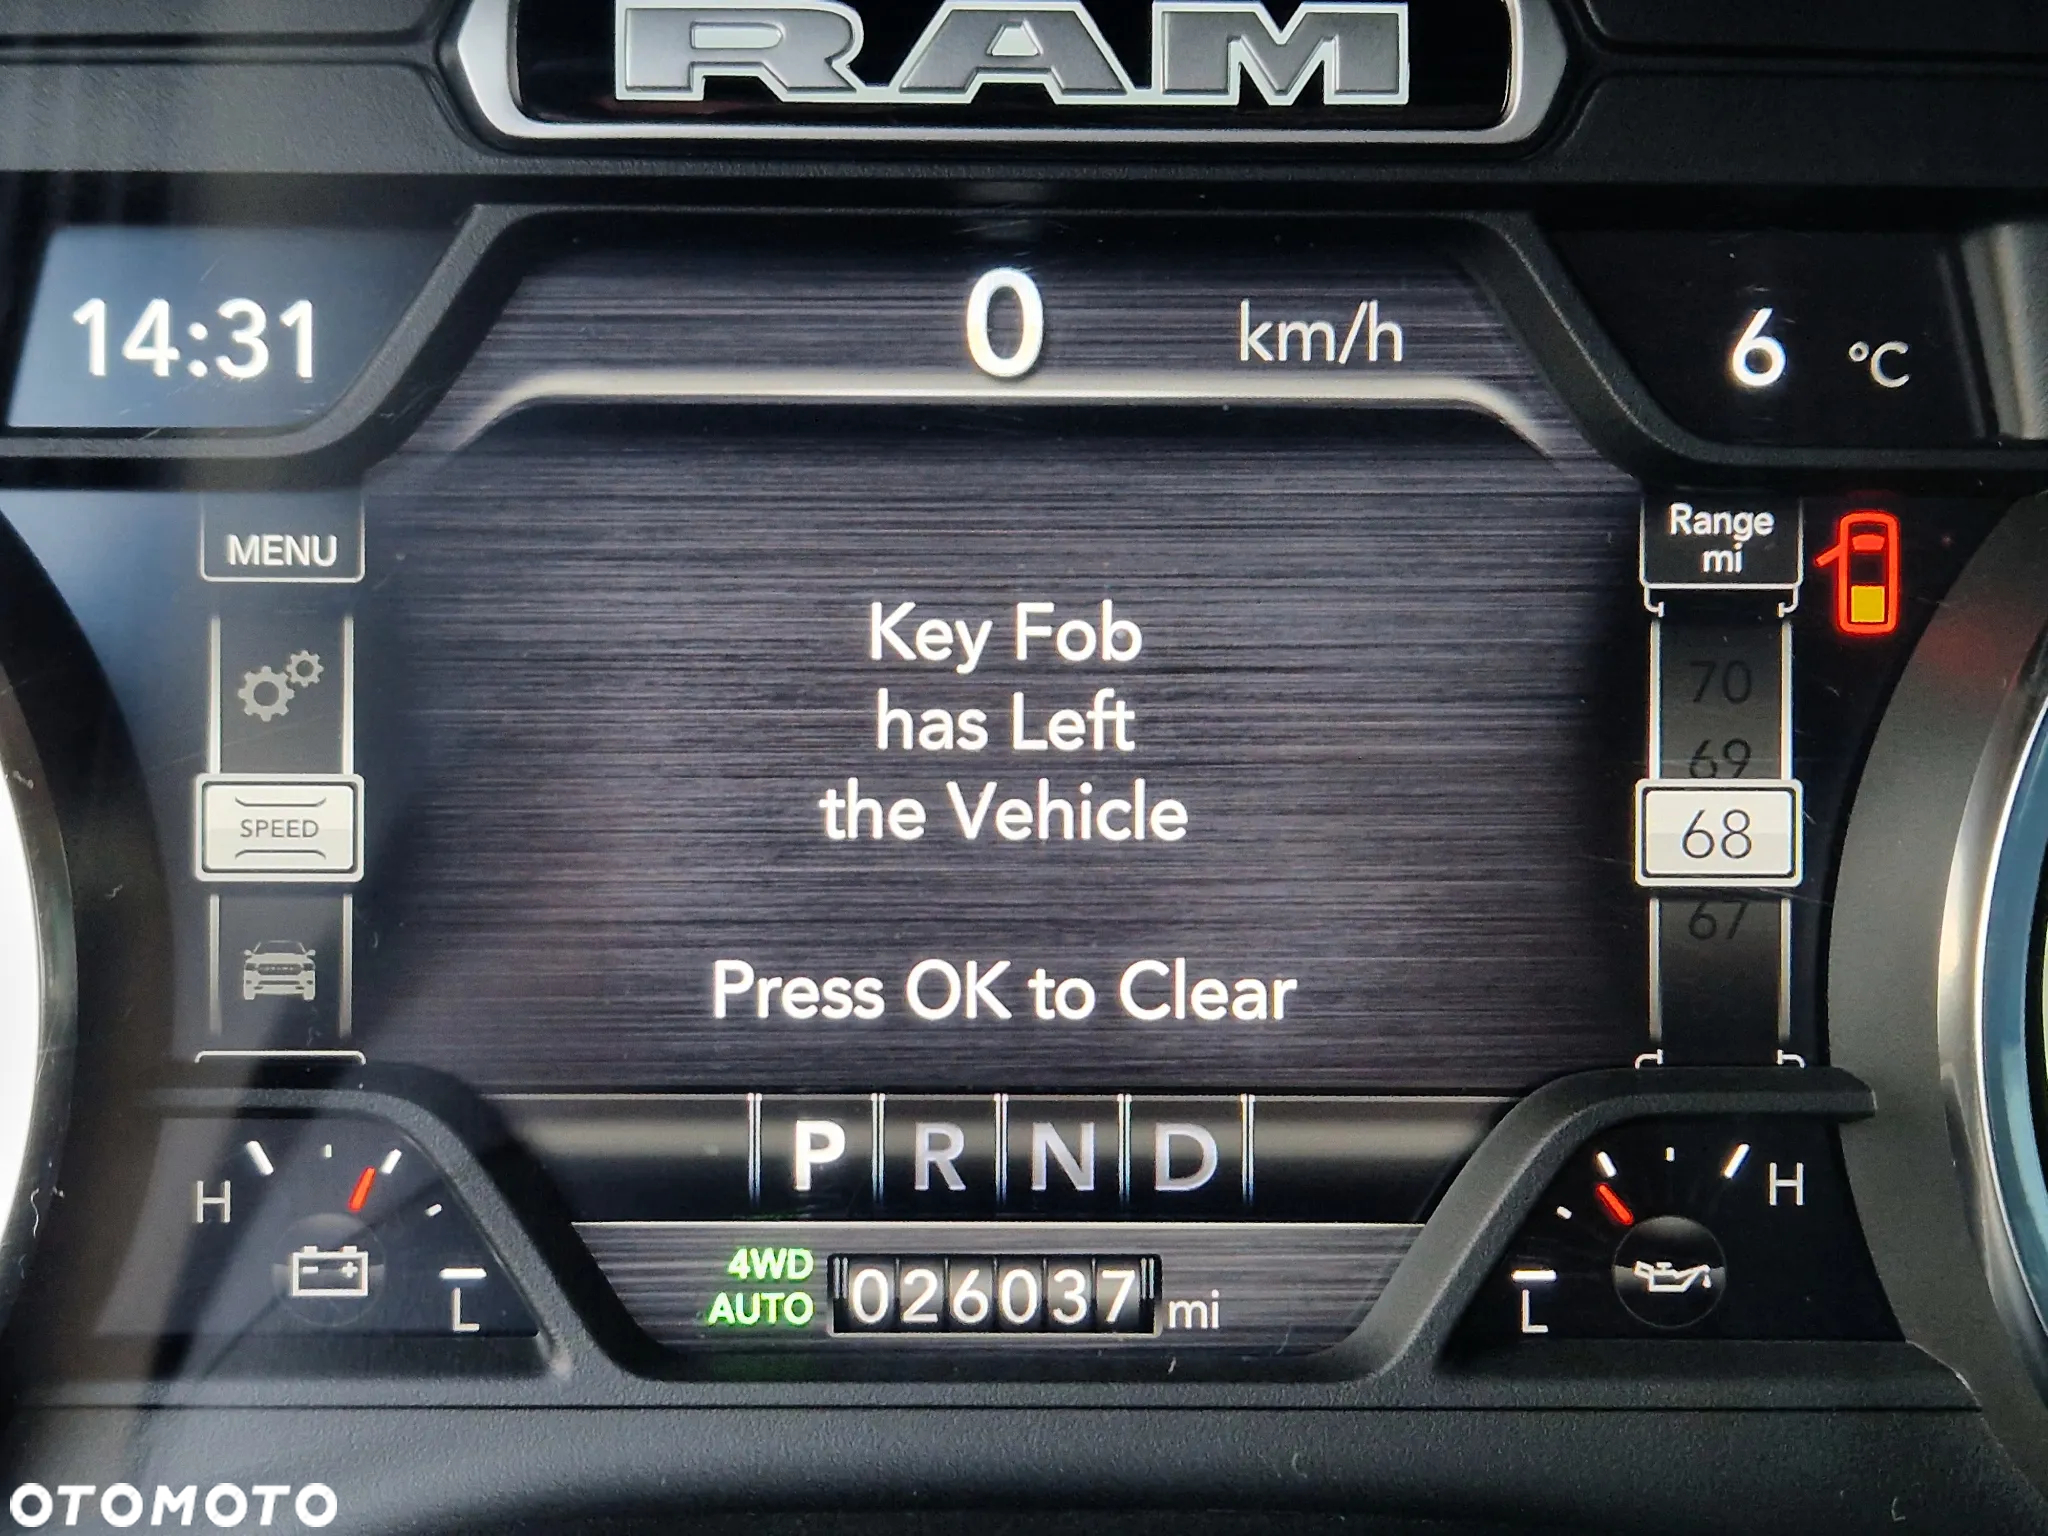 RAM
14:31
0 km/h
6 °C
MENU
Range
mi
70
69
68
67
SPEED
Key Fob
has Left
the Vehicle
Press OK to Clear
P R N D
H
L
4WD
AUTO
026037 mi
H
L
OTOMOTO